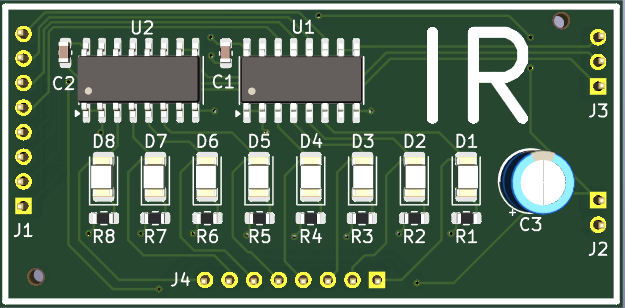 U2 U1
IR
C2 C1
J3
D8 D7 D6 D5 D4 D3 D2 D1
+
C3
J1 R8 R7 R6 R5 R4 R3 R2 R1
J2
J4